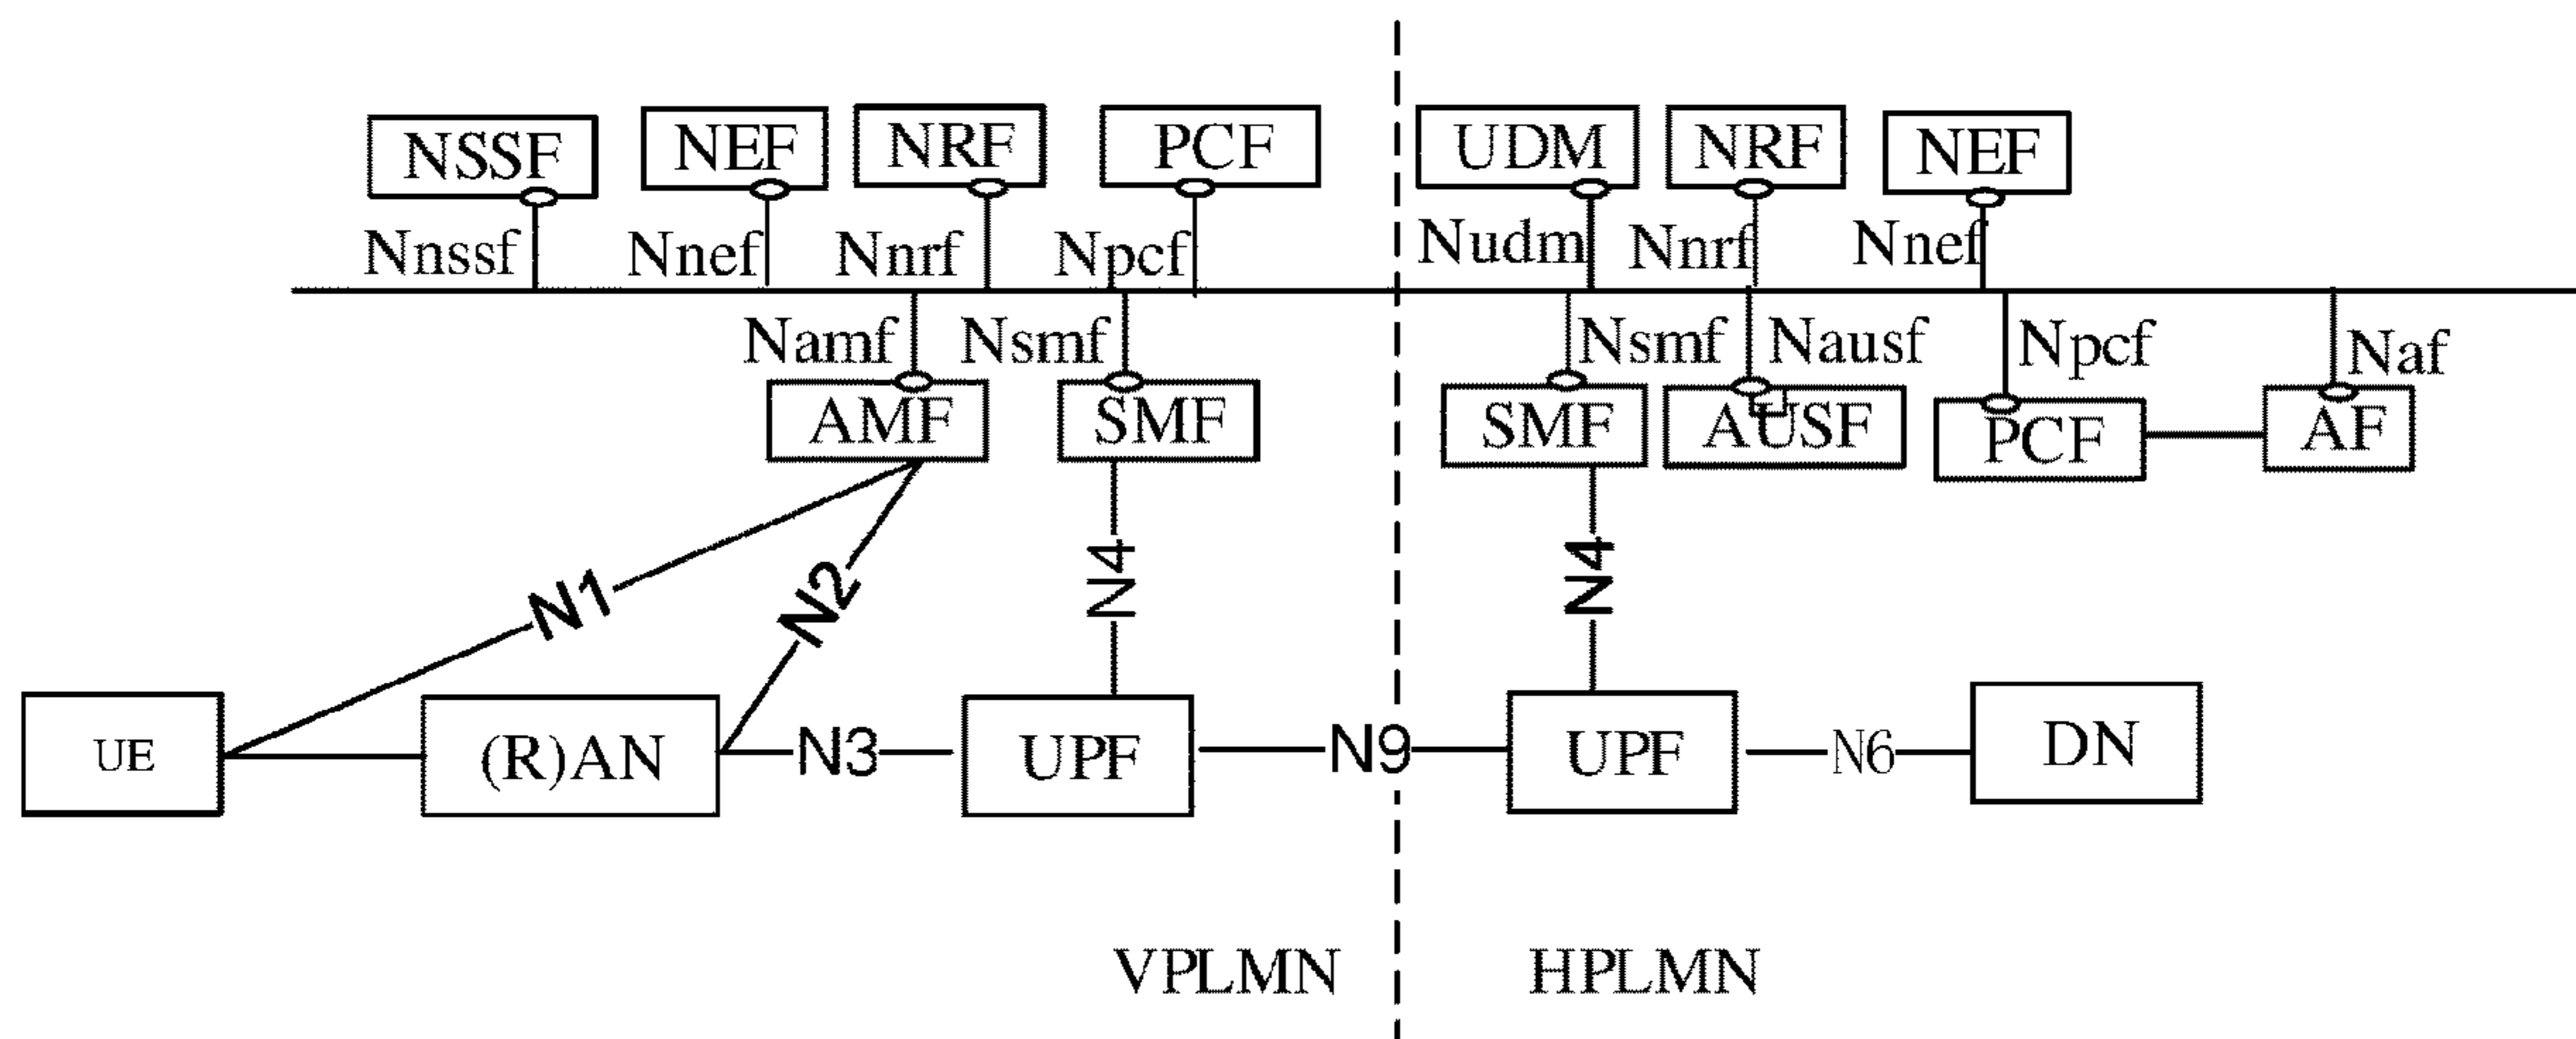 NSSF NEF NRF PCF UDM NRF NEF
Nnssf Nnef Nnrf Npcf Nudm Nnrf Nnef
Namf Nsmf Nsmf Nausf Npcf Naf
AMF SMF SMF AUSF PCF AF
N1 N2 N4 N4
UE (R)AN N3 UPF N9 UPF N6 DN
VPLMN HPLMN